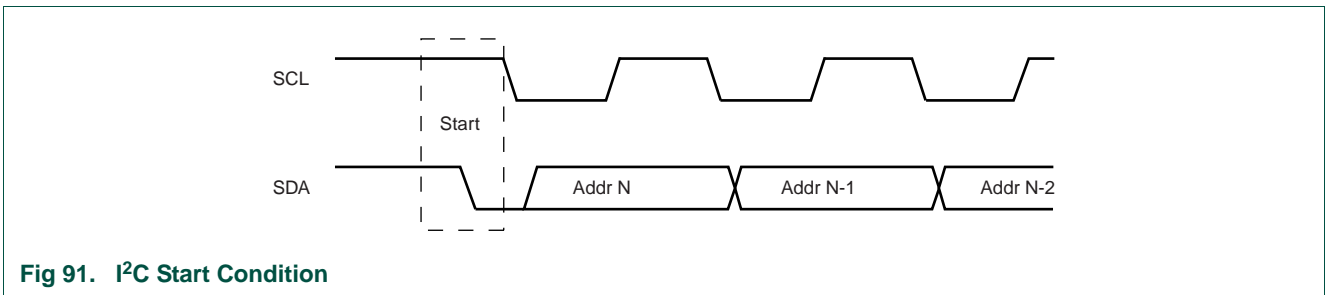 SCL
Start
SDA
Addr N
Addr N-1
Addr N-2
Fig 91. I²C Start Condition